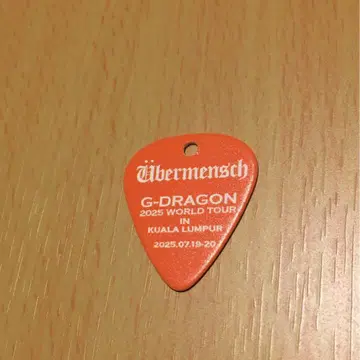 Übermensch
G-DRAGON
2025 WORLD TOUR
IN
KUALA LUMPUR
2025.07.19-20